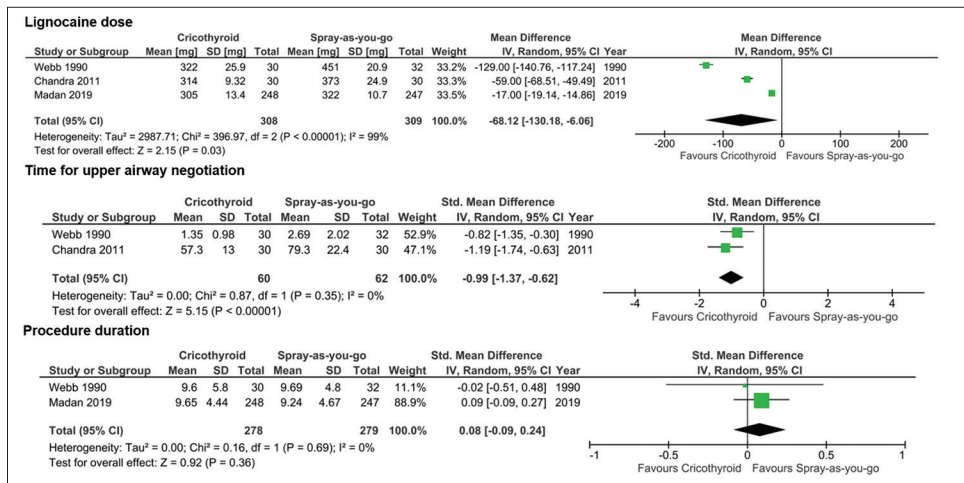 Lignocaine dose
Cricothyroid Spray-as-you-go Mean Difference Mean Difference
Study or Subgroup Mean [mg] SD [mg] Total Mean [mg] SD [mg] Total Weight IV, Random, 95% CI Year IV, Random, 95% CI
Webb 1990 322 25.9 30 451 20.9 32 33.2% -129.00 [-140.76, -117.24] 1990
Chandra 2011 314 9.32 30 373 24.9 30 33.3% -59.00 [-68.51, -49.49] 2011
Madan 2019 305 13.4 248 322 10.7 247 33.5% -17.00 [-19.14, -14.86] 2019
Total (95% CI) 308 309 100.0% -68.12 [-130.18, -6.06]
Heterogeneity: Tau² = 2987.71; Chi² = 396.97, df = 2 (P < 0.00001); I² = 99%
Test for overall effect: Z = 2.15 (P = 0.03)
-200 -100 0 100 200
Favours Cricothyroid Favours Spray-as-you-go
Time for upper airway negotiation
Cricothyroid Spray-as-you-go Std. Mean Difference Std. Mean Difference
Study or Subgroup Mean SD Total Mean SD Total Weight IV, Random, 95% CI Year IV, Random, 95% CI
Webb 1990 1.35 0.98 30 2.69 2.02 32 52.9% -0.82 [-1.35, -0.30] 1990
Chandra 2011 57.3 13 30 79.3 22.4 30 47.1% -1.19 [-1.74, -0.63] 2011
Total (95% CI) 60 62 100.0% -0.99 [-1.37, -0.62]
Heterogeneity: Tau² = 0.00; Chi² = 0.87, df = 1 (P = 0.35); I² = 0%
Test for overall effect: Z = 5.15 (P < 0.00001)
-4 -2 0 2 4
Favours Cricothyroid Favours Spray-as-you-go
Procedure duration
Cricothyroid Spray-as-you-go Std. Mean Difference Std. Mean Difference
Study or Subgroup Mean SD Total Mean SD Total Weight IV, Random, 95% CI Year IV, Random, 95% CI
Webb 1990 9.6 5.8 30 9.69 4.8 32 11.1% -0.02 [-0.51, 0.48] 1990
Madan 2019 9.65 4.44 248 9.24 4.67 247 88.9% 0.09 [-0.09, 0.27] 2019
Total (95% CI) 278 279 100.0% 0.08 [-0.09, 0.24]
Heterogeneity: Tau² = 0.00; Chi² = 0.16, df = 1 (P = 0.69); I² = 0%
Test for overall effect: Z = 0.92 (P = 0.36)
-1 -0.5 0 0.5 1
Favours Cricothyroid Favours Spray-as-you-go